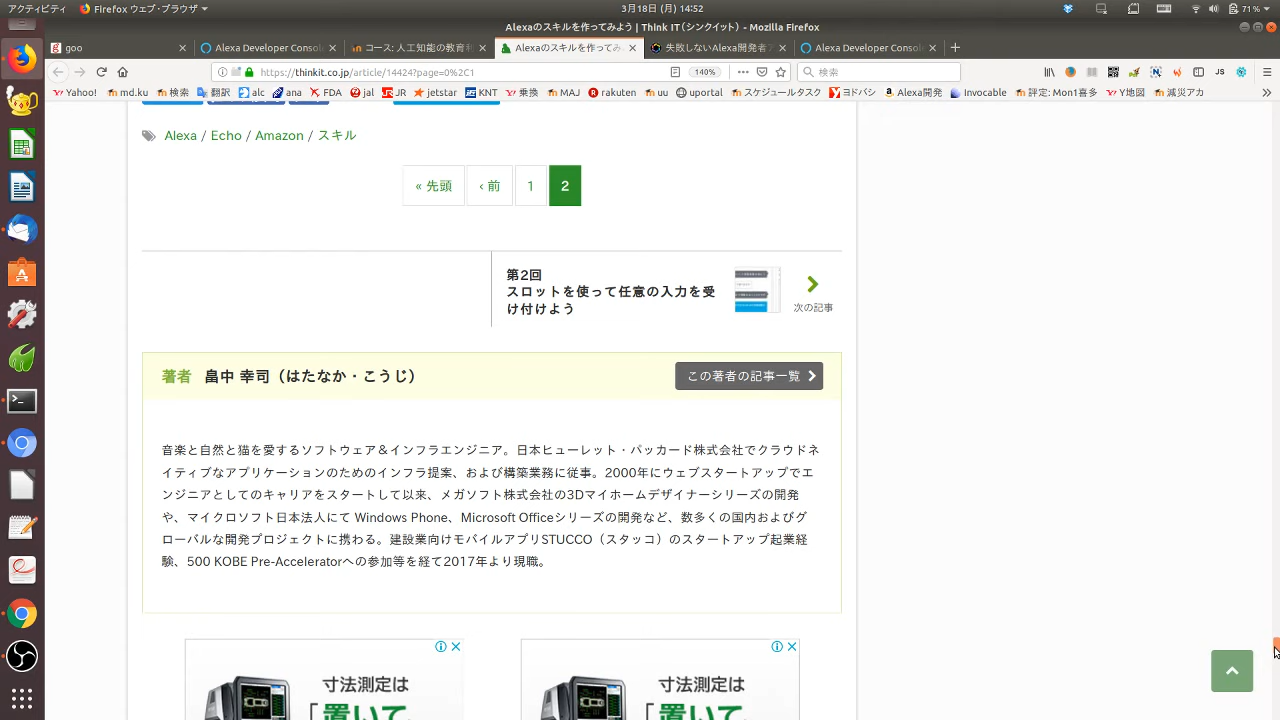 アクティビティ Firefox ウェブ・ブラウザ 3月18日(月) 14:52 71%
Alexaのスキルを作ってみよう | Think IT(シンクイット) - Mozilla Firefox
goo Alexa Developer Console コース: 人工知能の教育利 Alexaのスキルを作ってみ 失敗しない Alexa開発者ア Alexa Developer Console
https://thinkit.co.jp/article/14424?page=0%2C1 140% 検索
Yahoo! md.ku 検索 翻訳 alc ana FDA jal JR jetstar KNT 乗換 MAJ rakuten uu uportal スケジュールタスク ヨドバシ Alexa開発 Invocable 評定: Mon1喜多 Y地図 減災アカ
Alexa / Echo / Amazon / スキル
« 先頭 ‹ 前 1 2
第2回
スロットを使って任意の入力を受
け付けよう
次の記事
著者 畠中 幸司（はたなか・こうじ）
この著者の記事一覧
音楽と自然と猫を愛するソフトウェア＆インフラエンジニア。日本ヒューレット・パッカード株式会社でクラウドネ
イティブなアプリケーションのためのインフラ提案、および構築業務に従事。2000年にウェブスタートアップでエ
ンジニアとしてのキャリアをスタートして以来、メガソフト株式会社の3Dマイホームデザイナーシリーズの開発
や、マイクロソフト日本法人にて Windows Phone、Microsoft Officeシリーズの開発など、数多くの国内およびグ
ローバルな開発プロジェクトに携わる。建設業向けモバイルアプリSTUCCO（スタッコ）のスタートアップ起業経
験、500 KOBE Pre-Acceleratorへの参加等を経て2017年より現職。
寸法測定は
「置いて、
寸法測定は
「置いて、